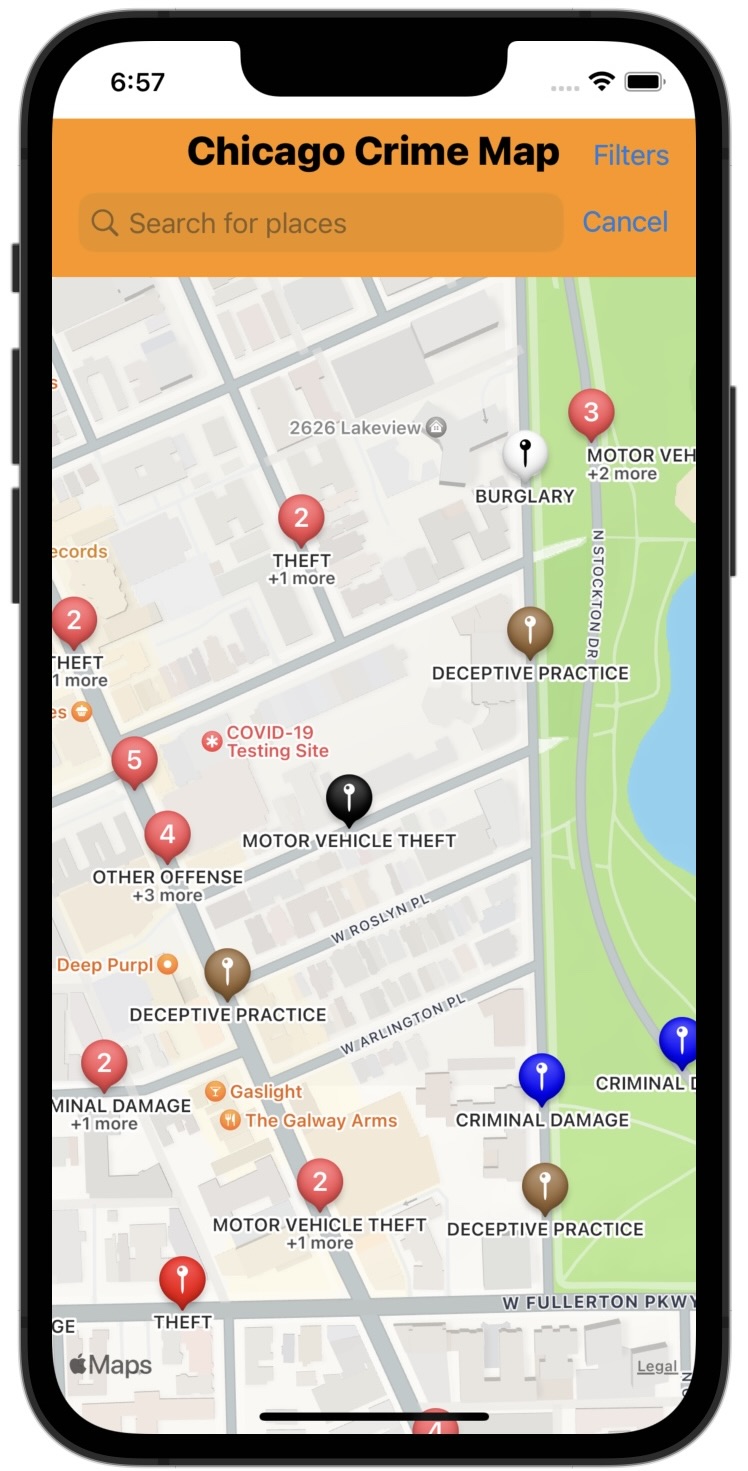 6:57
Chicago Crime Map
Filters
Search for places
Cancel
s
2626 Lakeview
3
MOTOR VEH
+2 more
BURGLARY
2
THEFT
+1 more
N STOCKTON DR
ecords
2
THEFT
1 more
DECEPTIVE PRACTICE
es
COVID-19
Testing Site
5
MOTOR VEHICLE THEFT
4
OTHER OFFENSE
+3 more
W ROSLYN PL
Deep Purpl
DECEPTIVE PRACTICE
W ARLINGTON PL
2
MINAL DAMAGE
+1 more
CRIMINAL D
Gaslight
The Galway Arms
CRIMINAL DAMAGE
2
MOTOR VEHICLE THEFT
+1 more
DECEPTIVE PRACTICE
THEFT
W FULLERTON PKWY
GE
Maps
Legal
N
4